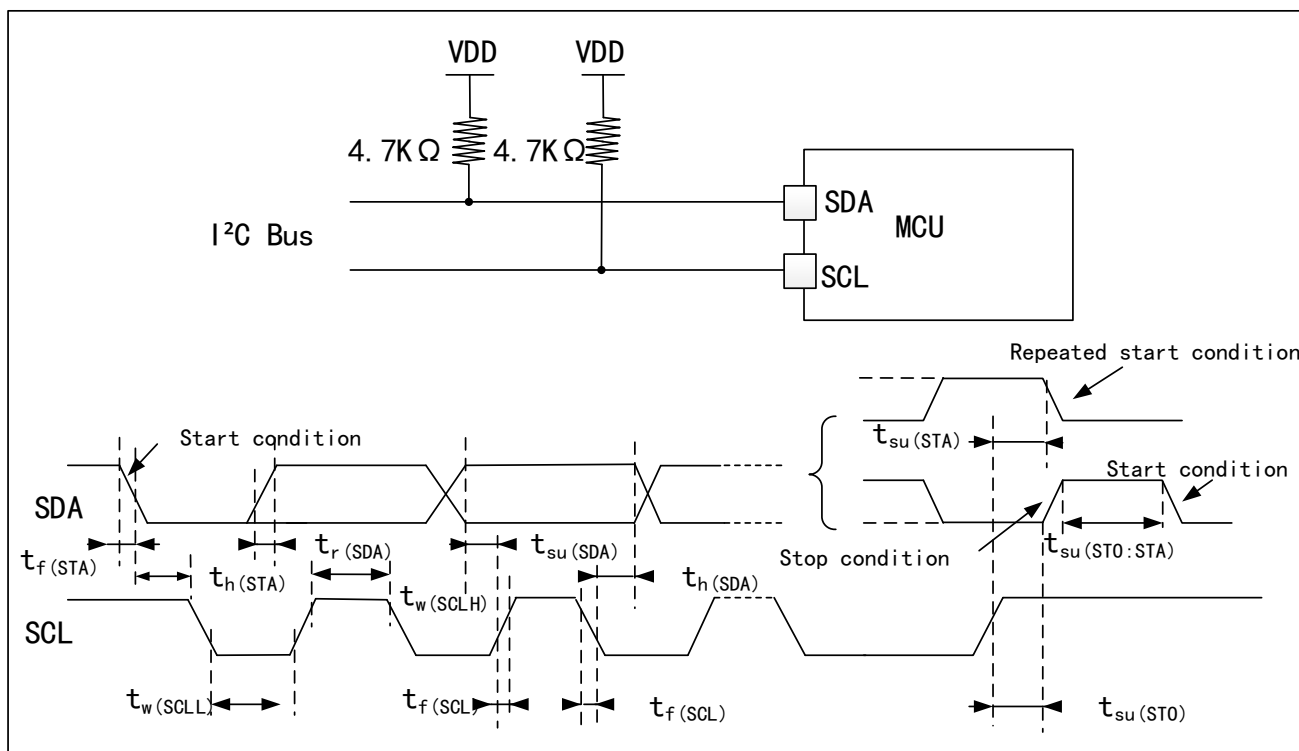 VDD VDD
4.7KΩ 4.7KΩ
SDA
MCU
I²C Bus
SCL
Repeated start condition
Start condition
tsu(STA)
Start condition
SDA
tf(STA)
th(STA)
tr(SDA)
tsu(SDA)
th(SDA)
Stop condition
tsu(STO:STA)
tw(SCLH)
SCL
tw(SCLL)
tf(SCL)
tf(SCL)
tsu(STO)